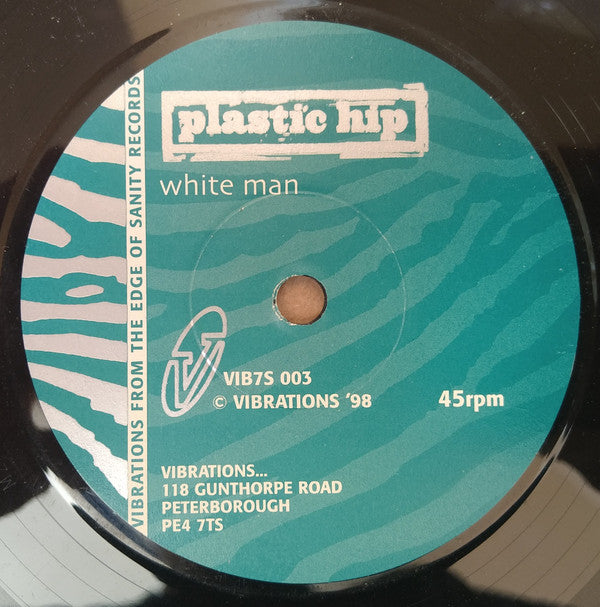 VIBRATIONS FROM THE EDGE OF SANITY RECORDS
plastic hip
white man
VIB7S 003
© VIBRATIONS '98
45rpm
VIBRATIONS...
118 GUNTHORPE ROAD
PETERBOROUGH
PE4 7TS